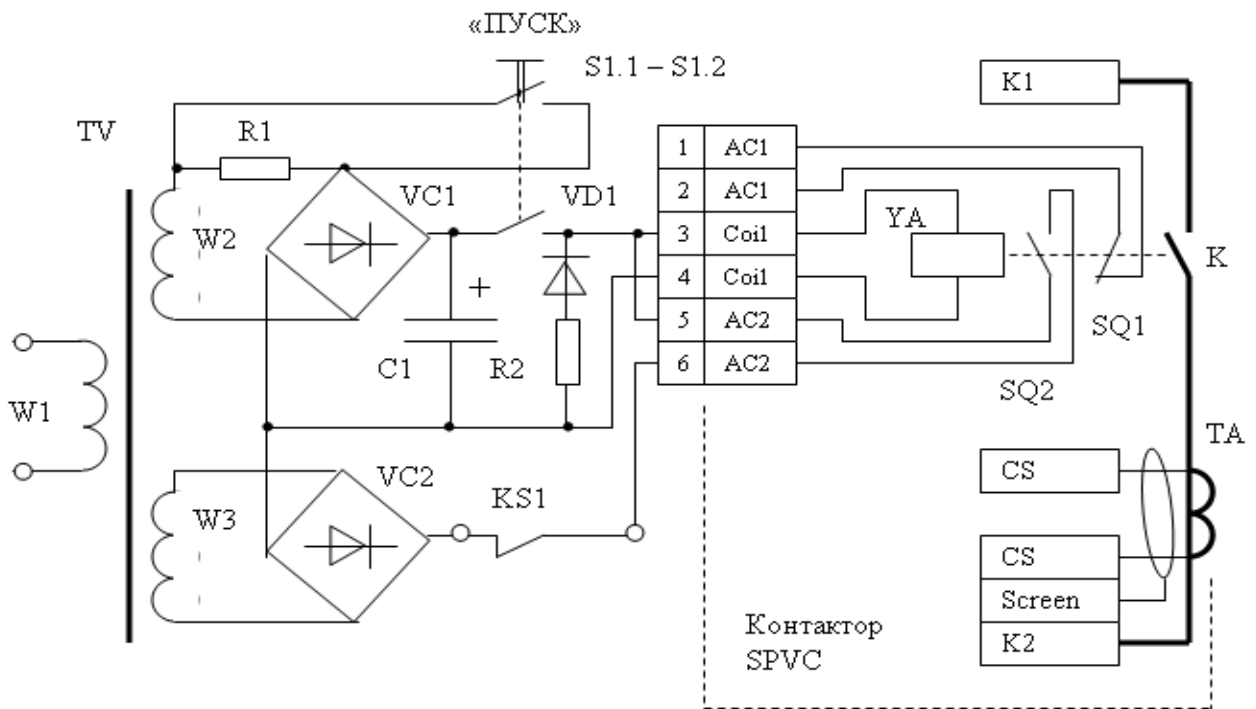 «ПУСК»
S1.1 – S1.2
K1
TV
R1
1 AC1
VC1
VD1
2 AC1
YA
W2
3 Coil
K
+
4 Coil
SQ1
5 AC2
C1
R2
6 AC2
SQ2
W1
TA
VC2
CS
KS1
W3
CS
Screen
Контактор
SPVC
K2